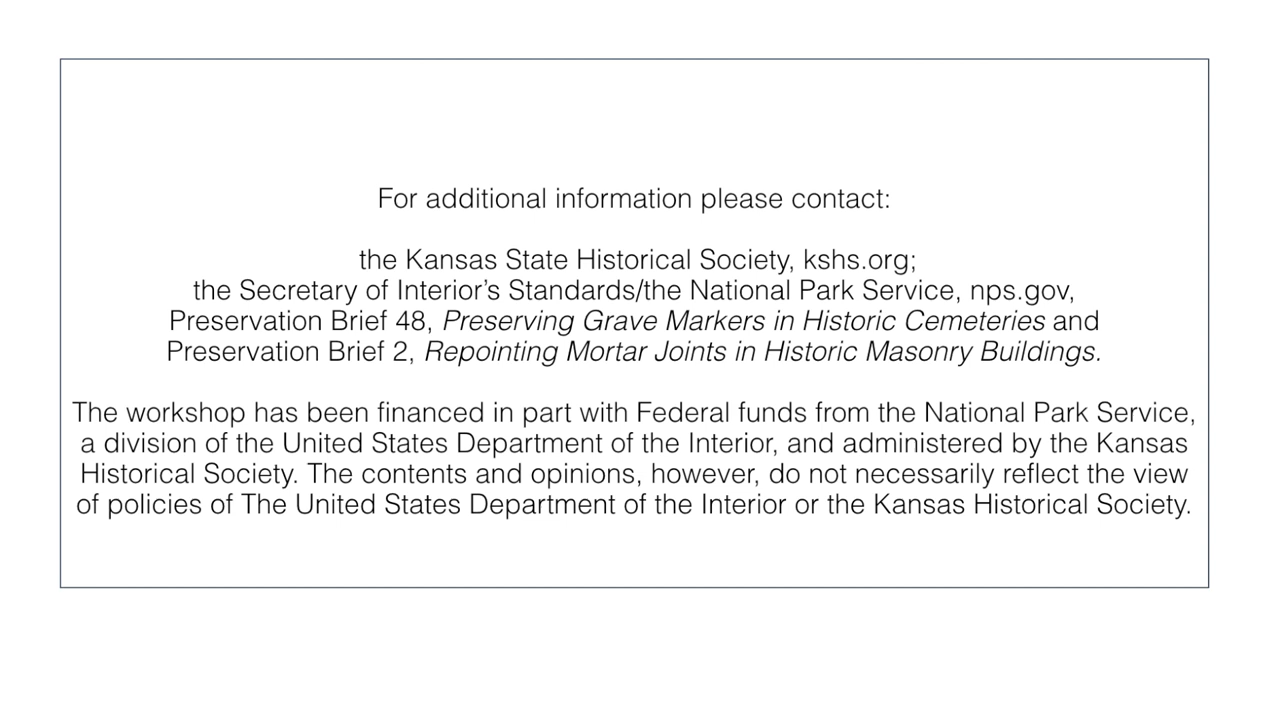 For additional information please contact:
the Kansas State Historical Society, kshs.org;
the Secretary of Interior’s Standards/the National Park Service, nps.gov,
Preservation Brief 48, Preserving Grave Markers in Historic Cemeteries and
Preservation Brief 2, Repointing Mortar Joints in Historic Masonry Buildings.
The workshop has been financed in part with Federal funds from the National Park Service,
a division of the United States Department of the Interior, and administered by the Kansas
Historical Society. The contents and opinions, however, do not necessarily reflect the view
of policies of The United States Department of the Interior or the Kansas Historical Society.